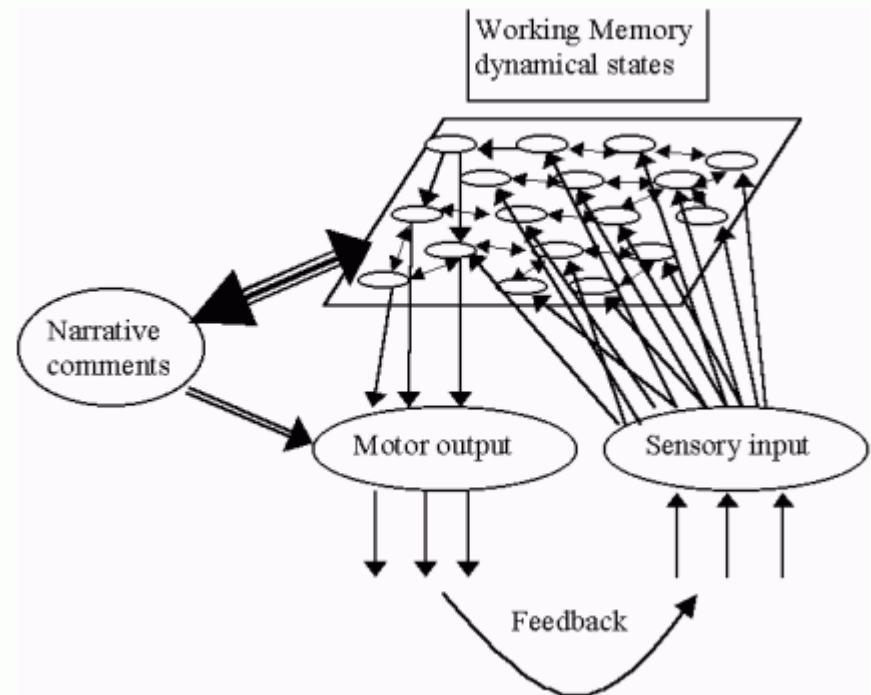 Working Memory
dynamical states
Narrative
comments
Motor output
Sensory input
Feedback